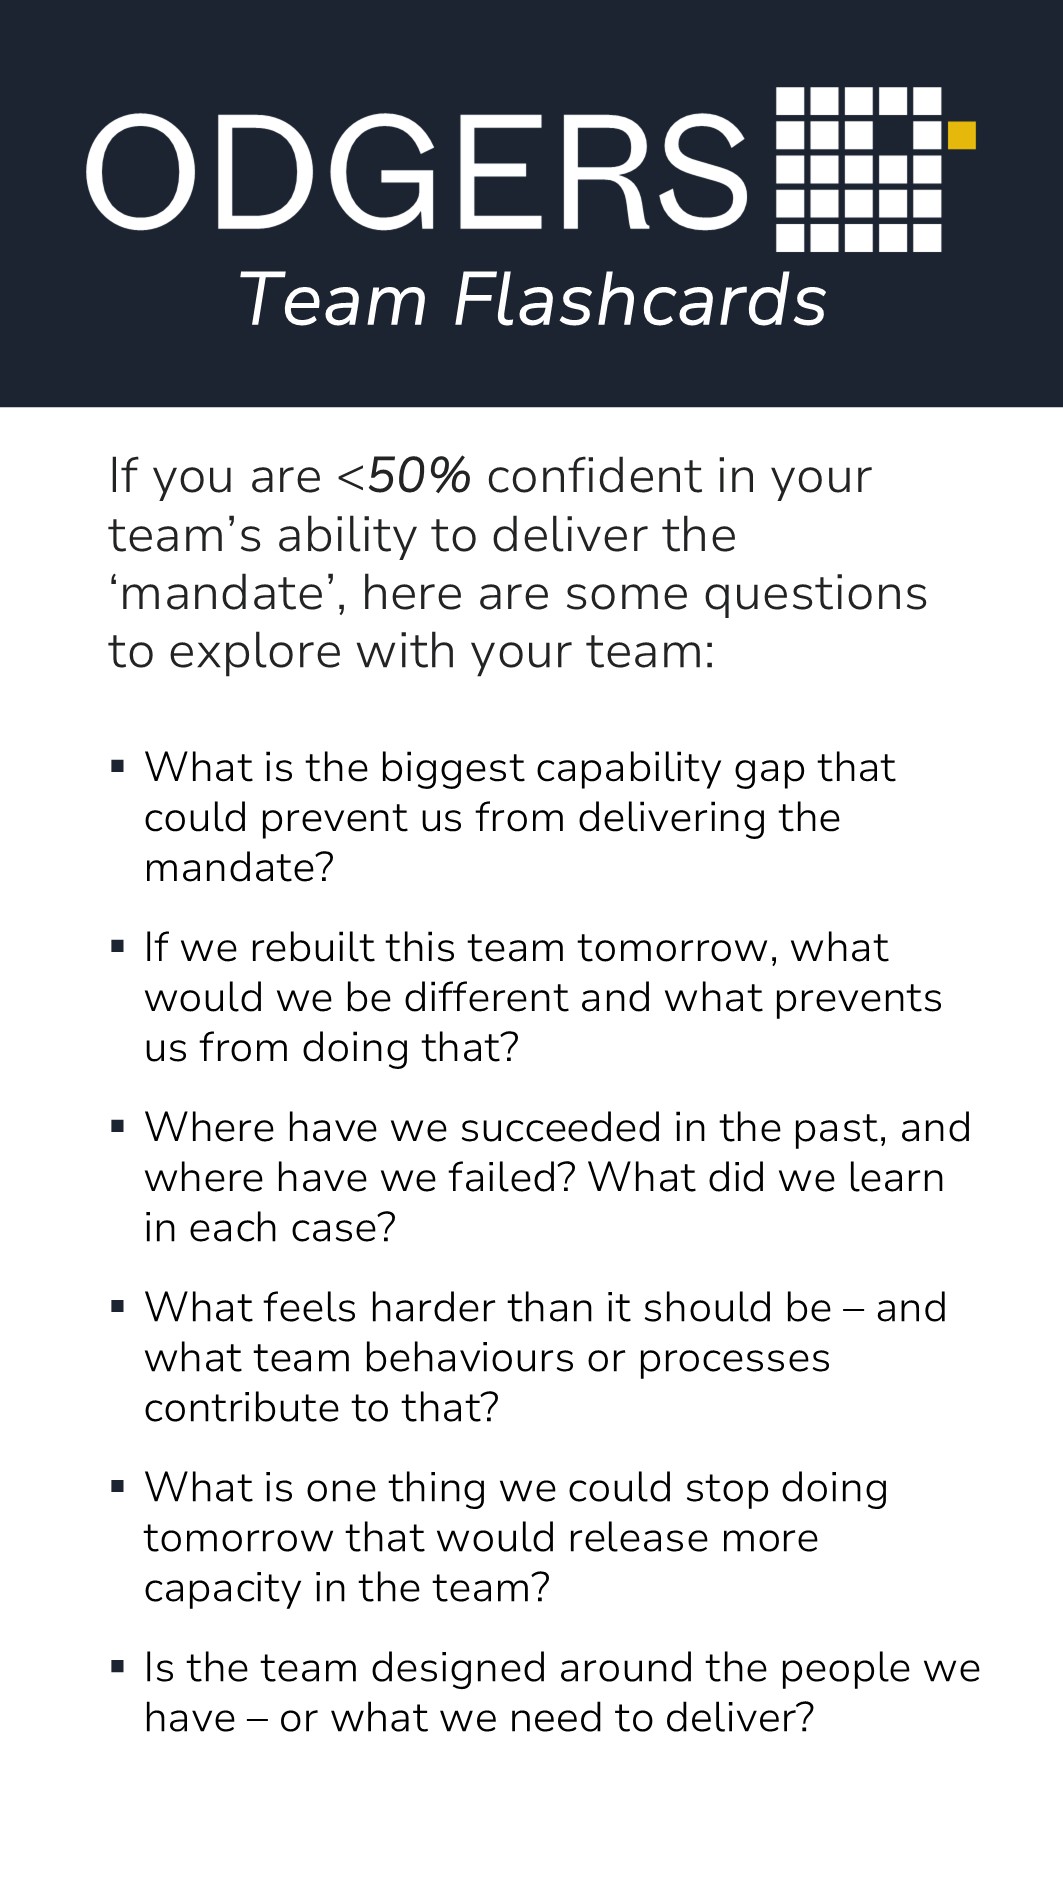 ODGERS
Team Flashcards
If you are <50% confident in your
team’s ability to deliver the
‘mandate’, here are some questions
to explore with your team:
▪ What is the biggest capability gap that
could prevent us from delivering the
mandate?
▪ If we rebuilt this team tomorrow, what
would we be different and what prevents
us from doing that?
▪ Where have we succeeded in the past, and
where have we failed? What did we learn
in each case?
▪ What feels harder than it should be – and
what team behaviours or processes
contribute to that?
▪ What is one thing we could stop doing
tomorrow that would release more
capacity in the team?
▪ Is the team designed around the people we
have – or what we need to deliver?